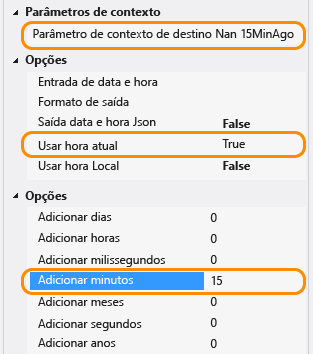 Parâmetros de contexto
Parâmetro de contexto de destino Nan 15MinAgo
Opções
Entrada de data e hora
Formato de saída
Saída data e hora Json False
Usar hora atual True
Usar hora Local False
Opções
Adicionar dias 0
Adicionar horas 0
Adicionar milissegundos 0
Adicionar minutos 15
Adicionar meses 0
Adicionar segundos 0
Adicionar anos 0